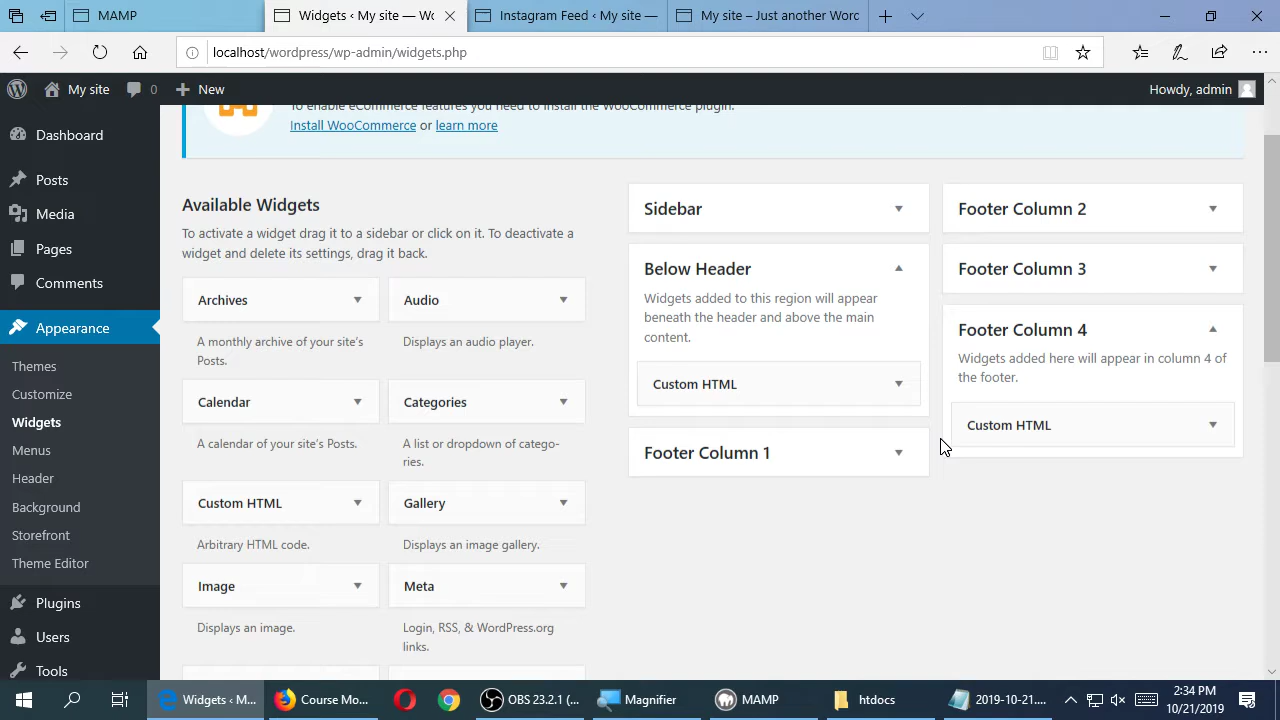 MAMP
Widgets ‹ My site — Wo
Instagram Feed ‹ My site —
My site – Just another Worc
localhost/wordpress/wp-admin/widgets.php
My site
0
New
Howdy, admin
To enable eCommerce features you need to install the WooCommerce plugin.
Install WooCommerce or learn more
Dashboard
Posts
Media
Pages
Comments
Appearance
Themes
Customize
Widgets
Menus
Header
Background
Storefront
Theme Editor
Plugins
Users
Tools
Available Widgets
To activate a widget drag it to a sidebar or click on it. To deactivate a
widget and delete its settings, drag it back.
Archives
A monthly archive of your site's
Posts.
Audio
Displays an audio player.
Calendar
A calendar of your site's Posts.
Categories
A list or dropdown of catego-
ries.
Custom HTML
Arbitrary HTML code.
Gallery
Displays an image gallery.
Image
Displays an image.
Meta
Login, RSS, & WordPress.org
links.
Sidebar
Below Header
Widgets added to this region will appear
beneath the header and above the main
content.
Custom HTML
Footer Column 1
Footer Column 2
Footer Column 3
Footer Column 4
Widgets added here will appear in column 4 of
the footer.
Custom HTML
Widgets ‹ M...
Course Mo...
OBS 23.2.1 (...
Magnifier
MAMP
htdocs
2019-10-21....
2:34 PM
10/21/2019